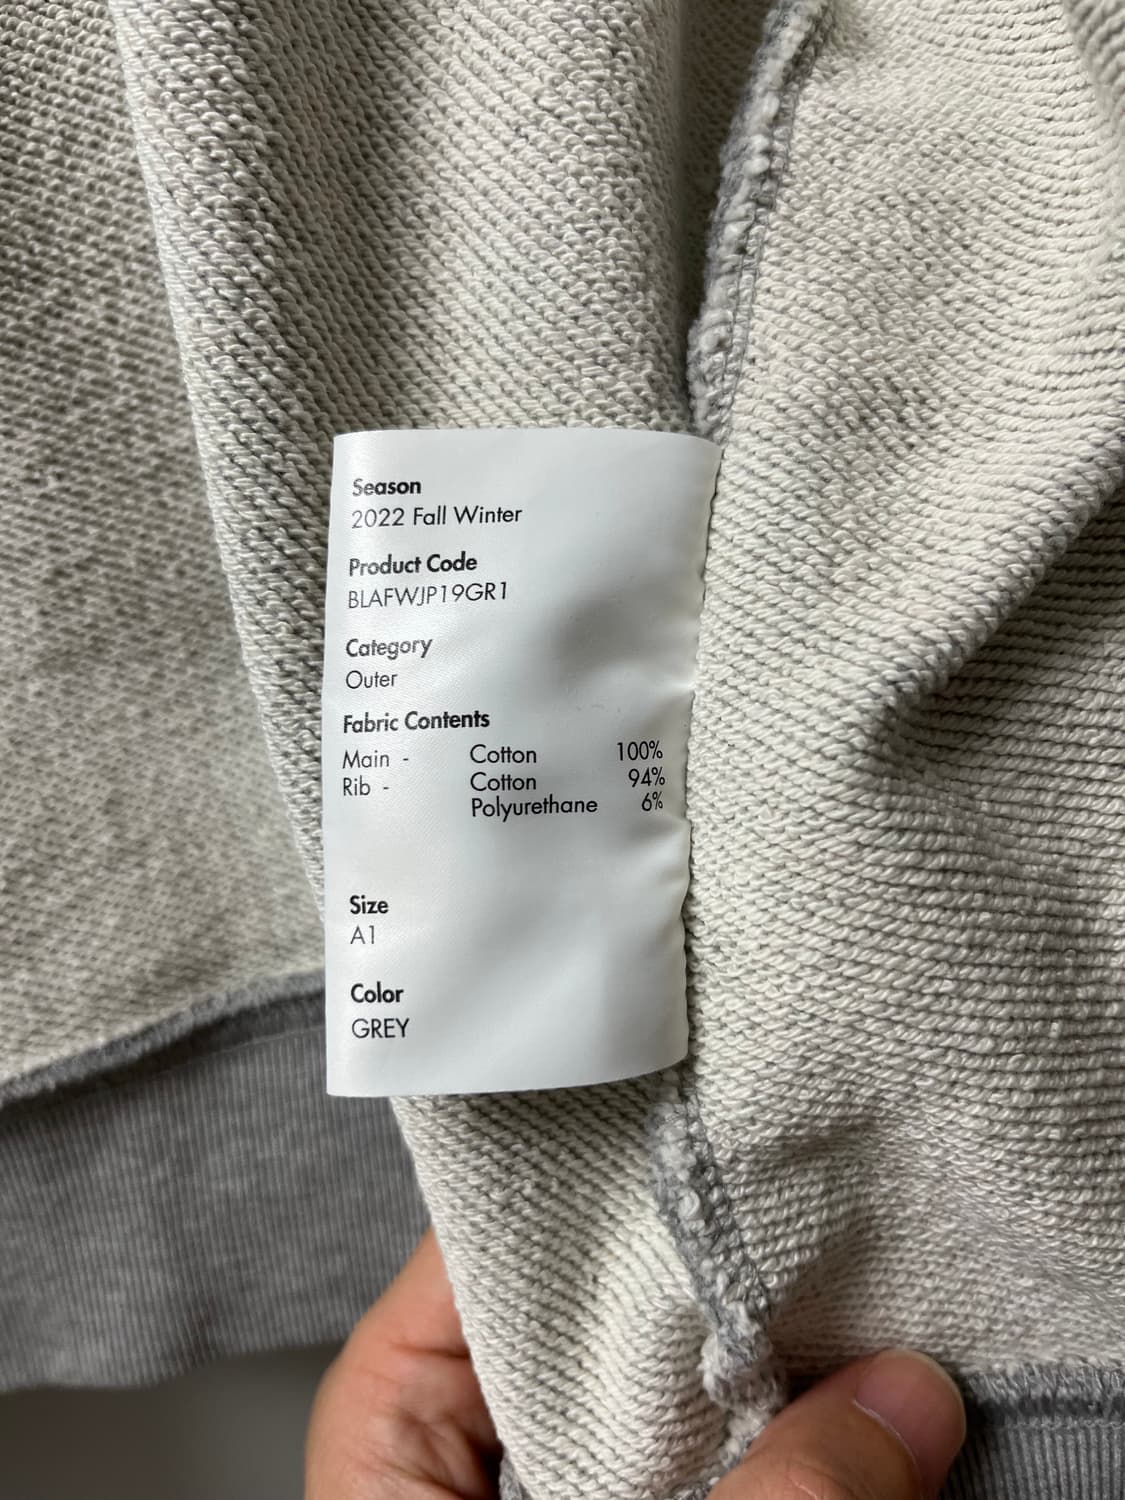 Season
2022 Fall Winter
Product Code
BLAFWJP19GR1
Category
Outer
Fabric Contents
Main - Cotton 100%
Rib - Cotton 94%
Polyurethane 6%
Size
A1
Color
GREY